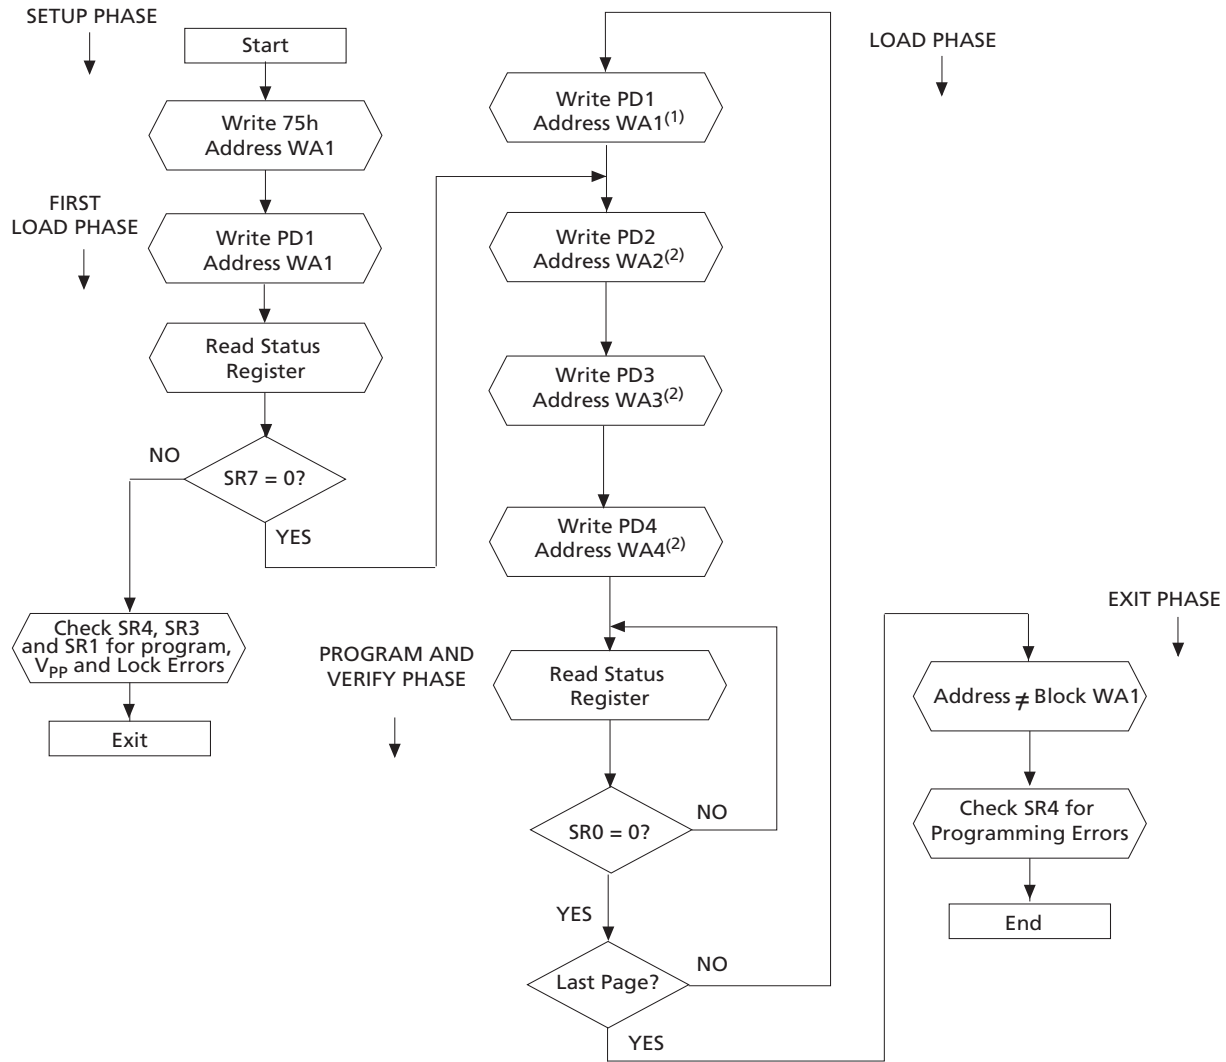 SETUP PHASE
Start
Write 75h
Address WA1
FIRST
LOAD PHASE
Write PD1
Address WA1
Read Status
Register
NO
SR7 = 0?
YES
Check SR4, SR3
and SR1 for program,
VPP and Lock Errors
Exit
LOAD PHASE
Write PD1
Address WA1(1)
Write PD2
Address WA2(2)
Write PD3
Address WA3(2)
Write PD4
Address WA4(2)
PROGRAM AND
VERIFY PHASE
Read Status
Register
NO
SR0 = 0?
YES
NO
Last Page?
YES
EXIT PHASE
Address ≠ Block WA1
Check SR4 for
Programming Errors
End